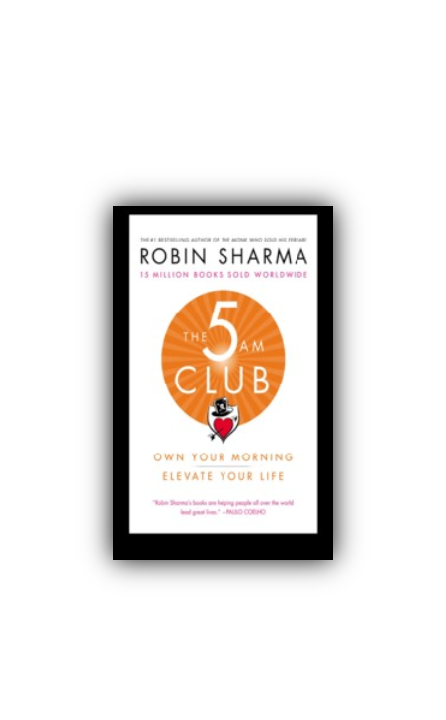 THE #1 BESTSELLING AUTHOR OF THE MONK WHO SOLD HIS FERRARI
ROBIN SHARMA
15 MILLION BOOKS SOLD WORLDWIDE
THE 5 AM
CLUB
OWN YOUR MORNING
ELEVATE YOUR LIFE
"Robin Sharma's books are helping people all over the world
lead great lives." –PAULO COELHO